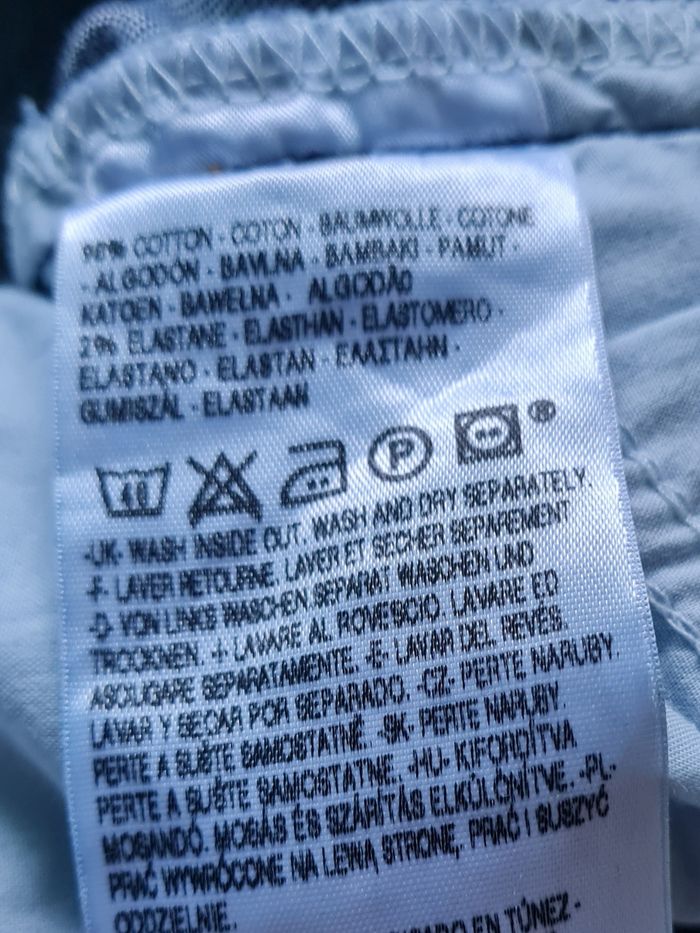 98% COTTON - COTON - BAUMWOLLE - COTONE
- ALGODÓN - BAVLNA - BAMBAKI - PAMUT -
KATOEN - BAWEŁNA - ALGODÃO
2% ELASTANE - ELASTHAN - ELASTOMERO -
ELASTANO - ELASTAN - ΕΛΑΣΤΑΗΝ -
GUMISZÁL - ELASTAAN
40 P ®
-UK- WASH INSIDE OUT. WASH AND DRY SEPARATELY.
-F- LAVER RETOURNE. LAVER ET SECHER SEPAREMENT
-D- VON LINKS WASCHEN. SEPARAT WASCHEN UND
TROCKNEN. -I- LAVARE AL ROVESCIO. LAVARE ED
ASCIUGARE SEPARATAMENTE. -E- LAVAR DEL REVÉS.
LAVAR Y SECAR POR SEPARADO. -CZ- PERTE NARUBY.
PERTE A SUŠTE SAMOSTATNĚ. -SK- PERTE NARUBY.
PERTE A SUŠTE SAMOSTATNE. -HU- KIFORDÍTVA
MOSANDÓ. MOSÁS ÉS SZÁRÍTÁS ELKÜLÖNÍTVE. -PL-
PRAĆ WYWRÓCONE NA LEWĄ STRONĘ, PRAĆ I SUSZYĆ
ODDZIELNIE.
EN TÚNEZ -